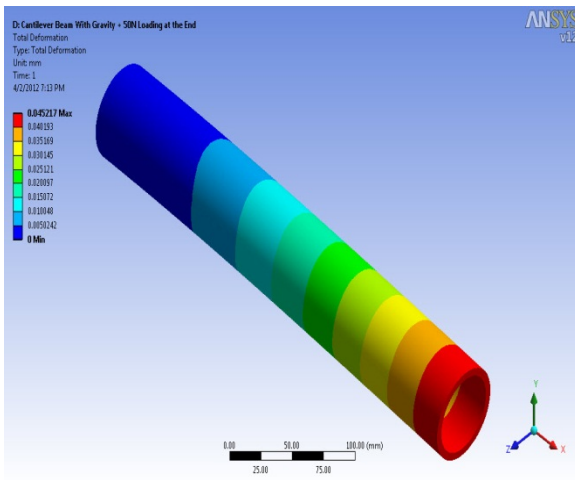 D: Cantilever Beam With Gravity + 50N Loading at the End
Total Deformation
Type: Total Deformation
Unit: mm
Time: 1
4/2/2012 7:13 PM
0.045217 Max
0.040193
0.035169
0.030145
0.025121
0.020097
0.015072
0.010048
0.0050242
0 Min
ANSYS
v12
0.00 50.00 100.00 (mm)
25.00 75.00
Y
Z X